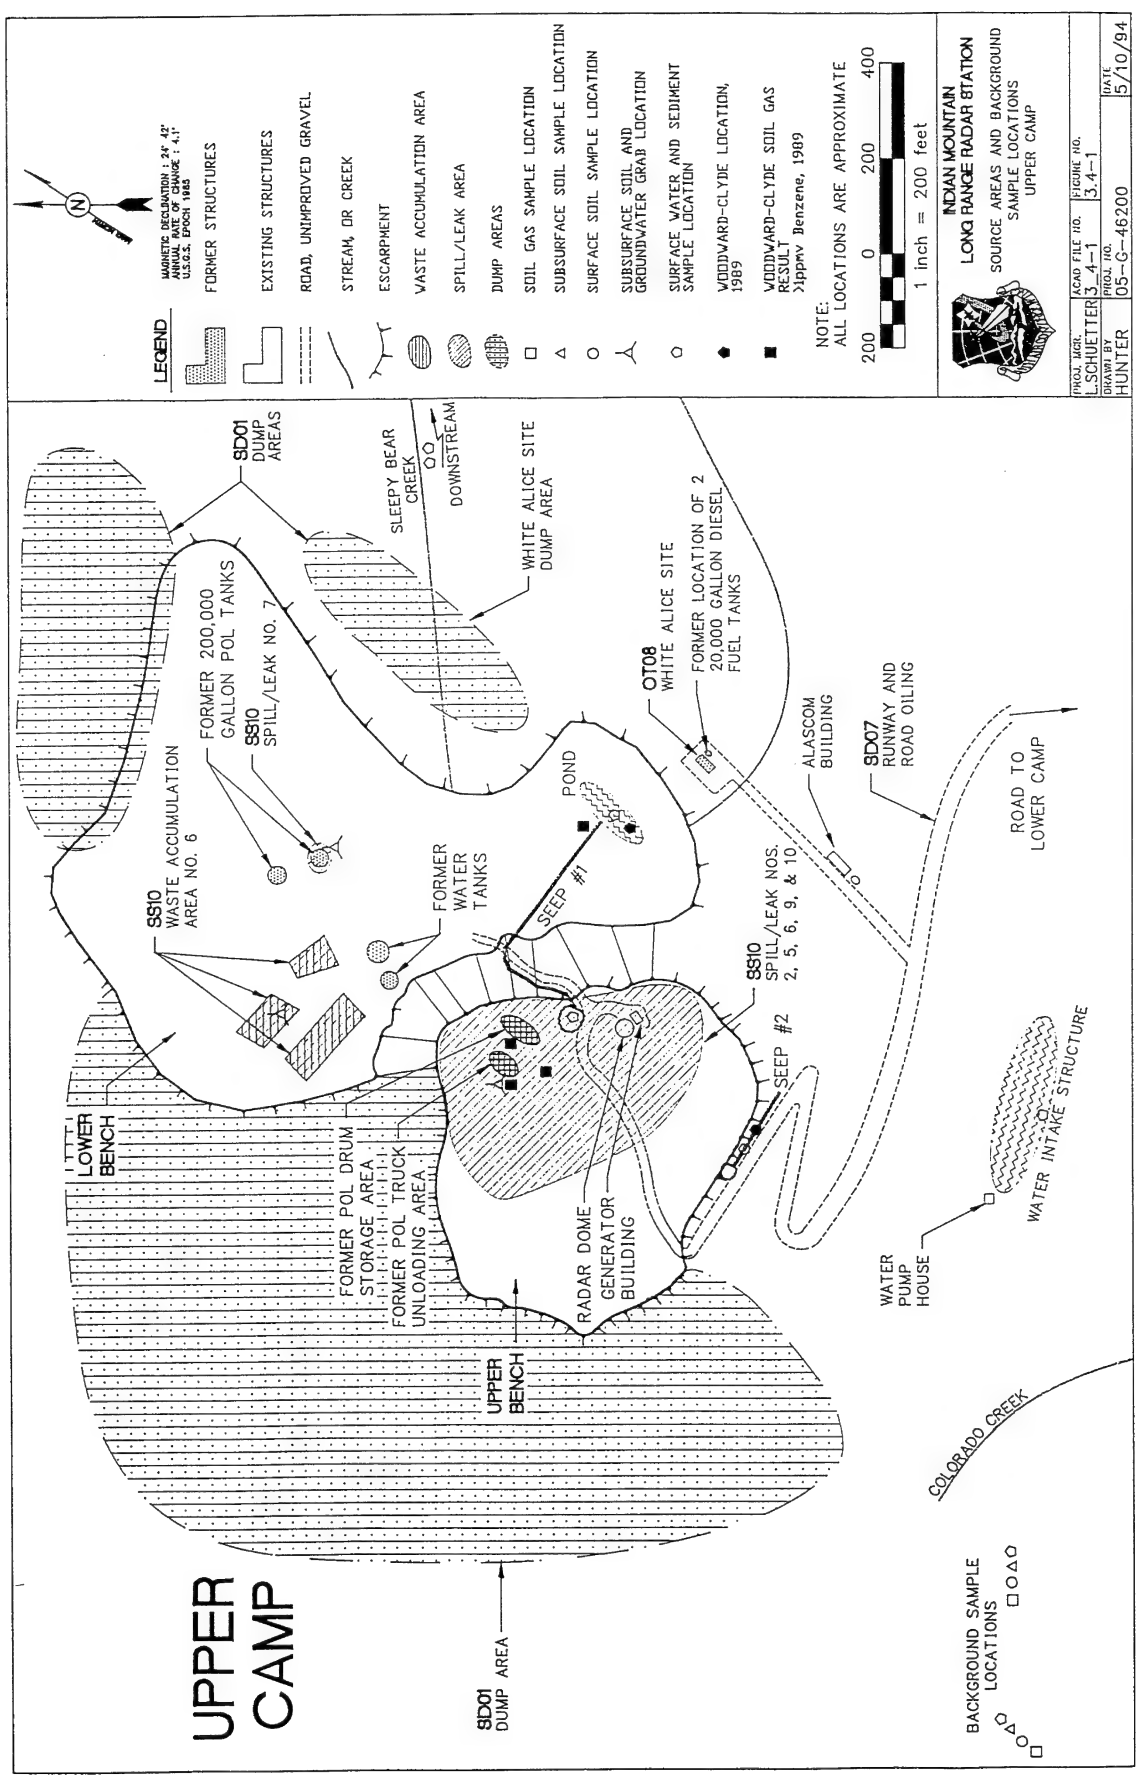 UPPER
CAMP
SD01
DUMP AREA
BACKGROUND SAMPLE
LOCATIONS
COLORADO CREEK
UPPER
BENCH
LOWER
BENCH
FORMER POL DRUM
STORAGE AREA
FORMER POL TRUCK
UNLOADING AREA
RADAR DOME
GENERATOR
BUILDING
WATER
PUMP
HOUSE
WATER INTAKE STRUCTURE
SEEP #2
SS10
SPILL/LEAK NOS.
2, 5, 6, 9, & 10
SS10
WASTE ACCUMULATION
AREA NO. 6
FORMER 200,000
GALLON POL TANKS
SS10
SPILL/LEAK NO. 7
FORMER
WATER
TANKS
SEEP #1
POND
SD01
DUMP
AREAS
SLEEPY BEAR
CREEK
DOWNSTREAM
WHITE ALICE SITE
DUMP AREA
OT08
WHITE ALICE SITE
FORMER LOCATION OF 2
20,000 GALLON DIESEL
FUEL TANKS
ALASCOM
BUILDING
SD07
RUNWAY AND
ROAD OILING
ROAD TO
LOWER CAMP
N
MAGNETIC DECLINATION : 24° 42'
ANNUAL RATE OF CHANGE : 4.1'
U.S.G.S. EPOCH 1985
LEGEND
FORMER STRUCTURES
EXISTING STRUCTURES
ROAD, UNIMPROVED GRAVEL
STREAM, OR CREEK
ESCARPMENT
WASTE ACCUMULATION AREA
SPILL/LEAK AREA
DUMP AREAS
SOIL GAS SAMPLE LOCATION
SUBSURFACE SOIL SAMPLE LOCATION
SURFACE SOIL SAMPLE LOCATION
SUBSURFACE SOIL AND
GROUNDWATER GRAB LOCATION
SURFACE WATER AND SEDIMENT
SAMPLE LOCATION
WOODWARD-CLYDE LOCATION,
1989
WOODWARD-CLYDE SOIL GAS
RESULT
>1ppmv Benzene, 1989
NOTE:
ALL LOCATIONS ARE APPROXIMATE
200 0 200 400
1 inch = 200 feet
INDIAN MOUNTAIN
LONG RANGE RADAR STATION
SOURCE AREAS AND BACKGROUND
SAMPLE LOCATIONS
UPPER CAMP
PROJ. MGR. ACAD FILE NO. FIGURE NO.
L.SCHUETTER 3_4-1 3.4-1
DRAWN BY PROJ. NO. DATE
HUNTER 05-G-46200 5/10/94